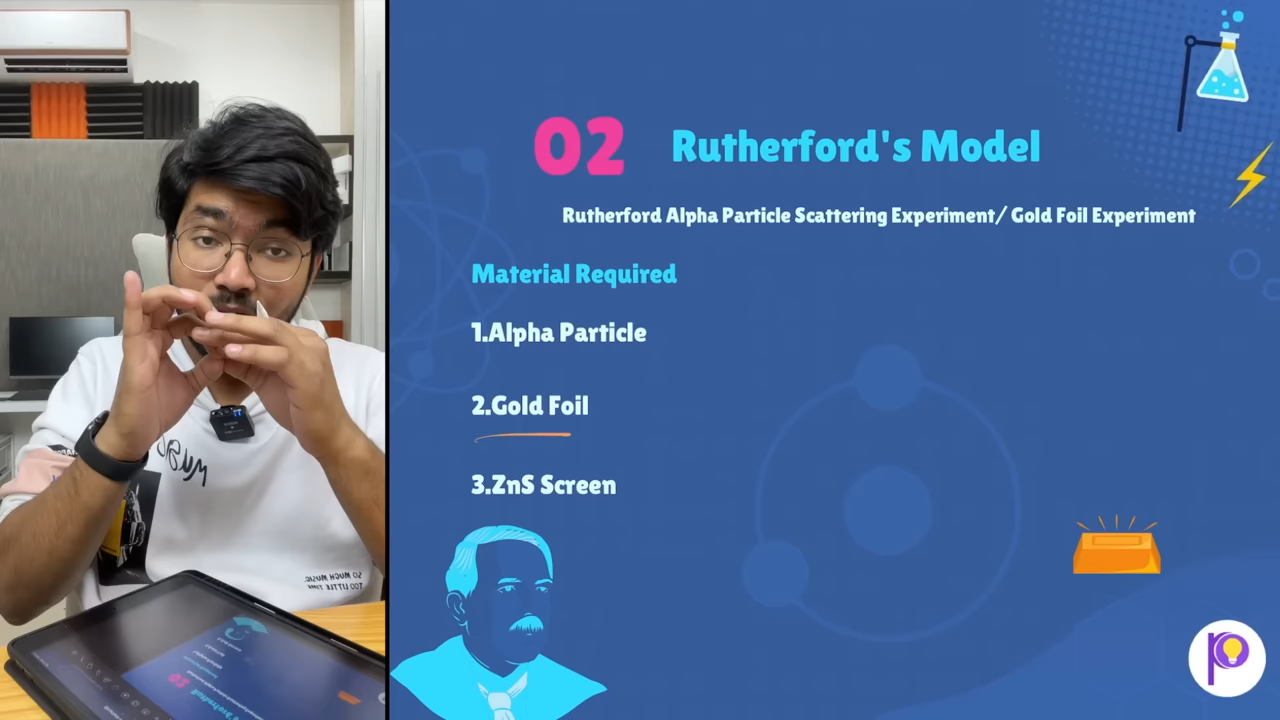 02 Rutherford's Model
Rutherford Alpha Particle Scattering Experiment/ Gold Foil Experiment
Material Required
1.Alpha Particle
2.Gold Foil
3.ZnS Screen
MUSIC
SO MUCH MUSIC
TOO LITTLE TIME